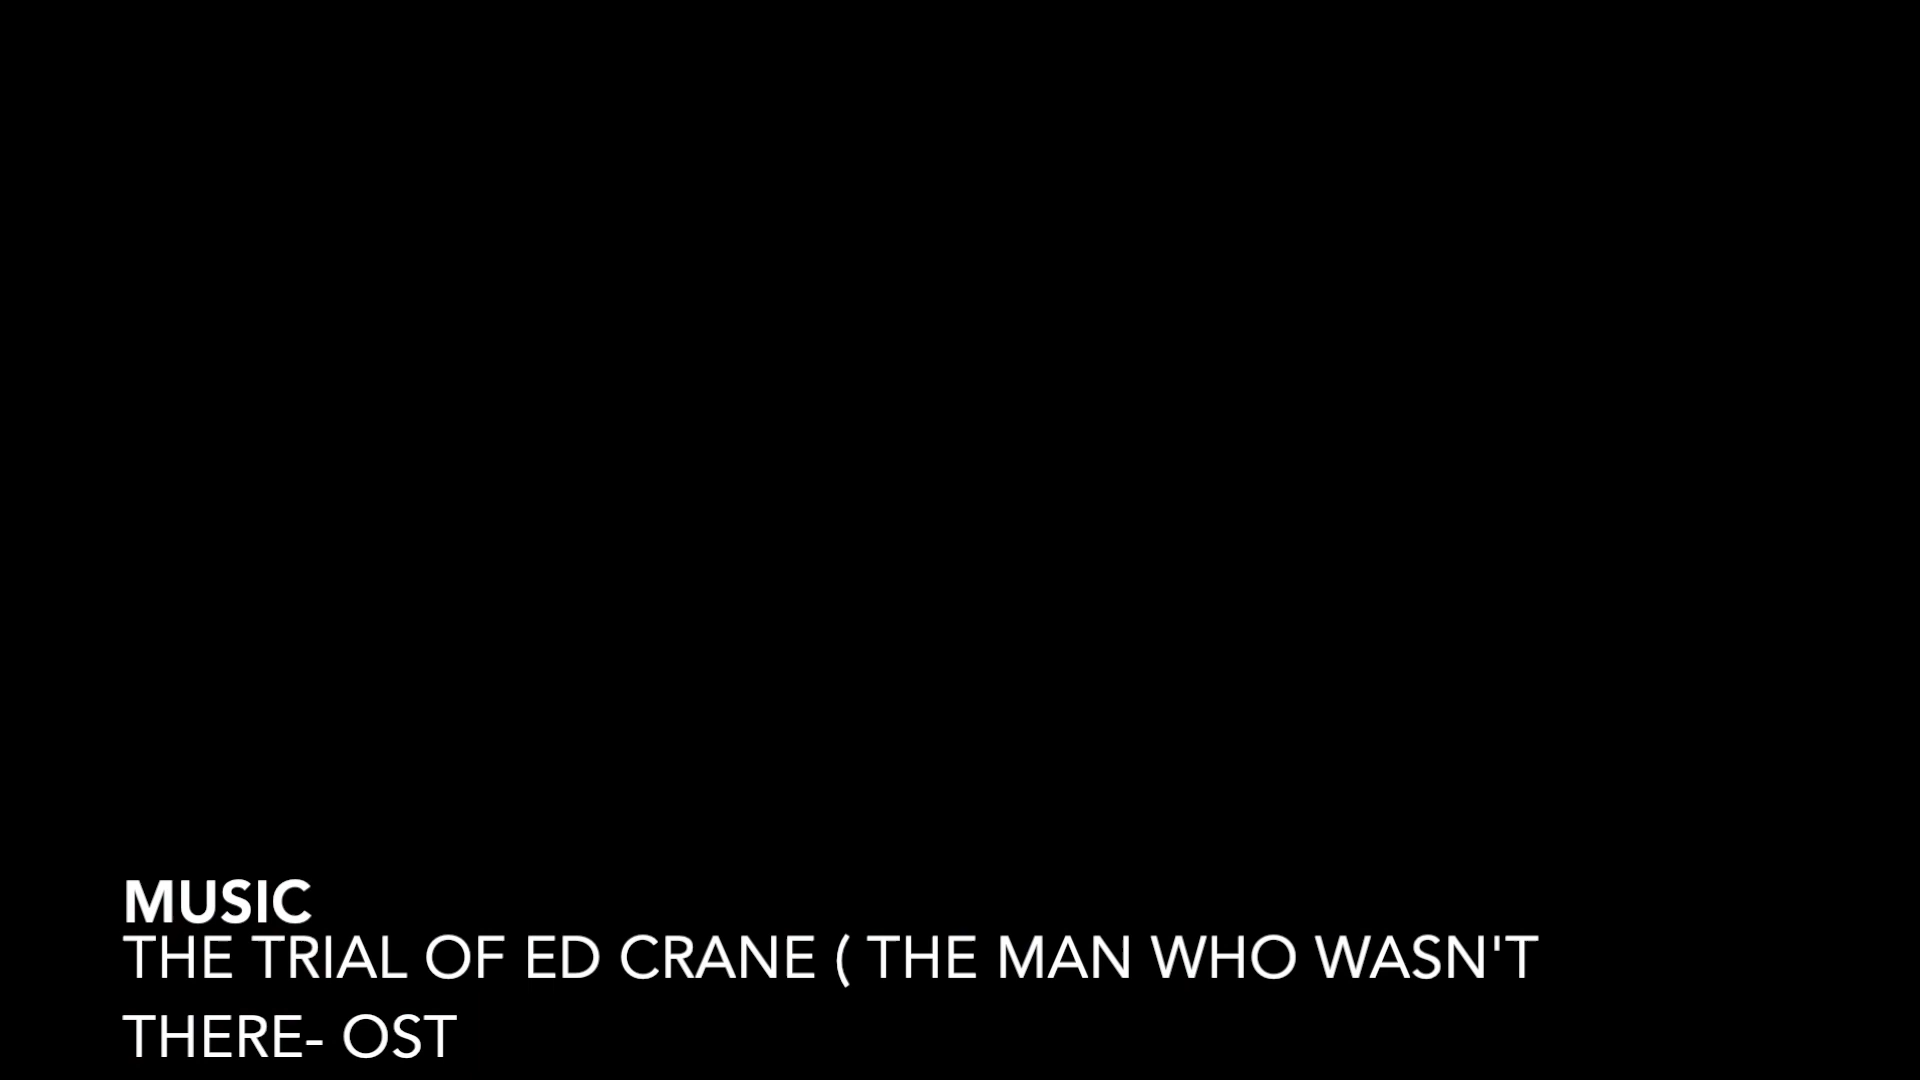 MUSIC
THE TRIAL OF ED CRANE ( THE MAN WHO WASN'T
THERE- OST